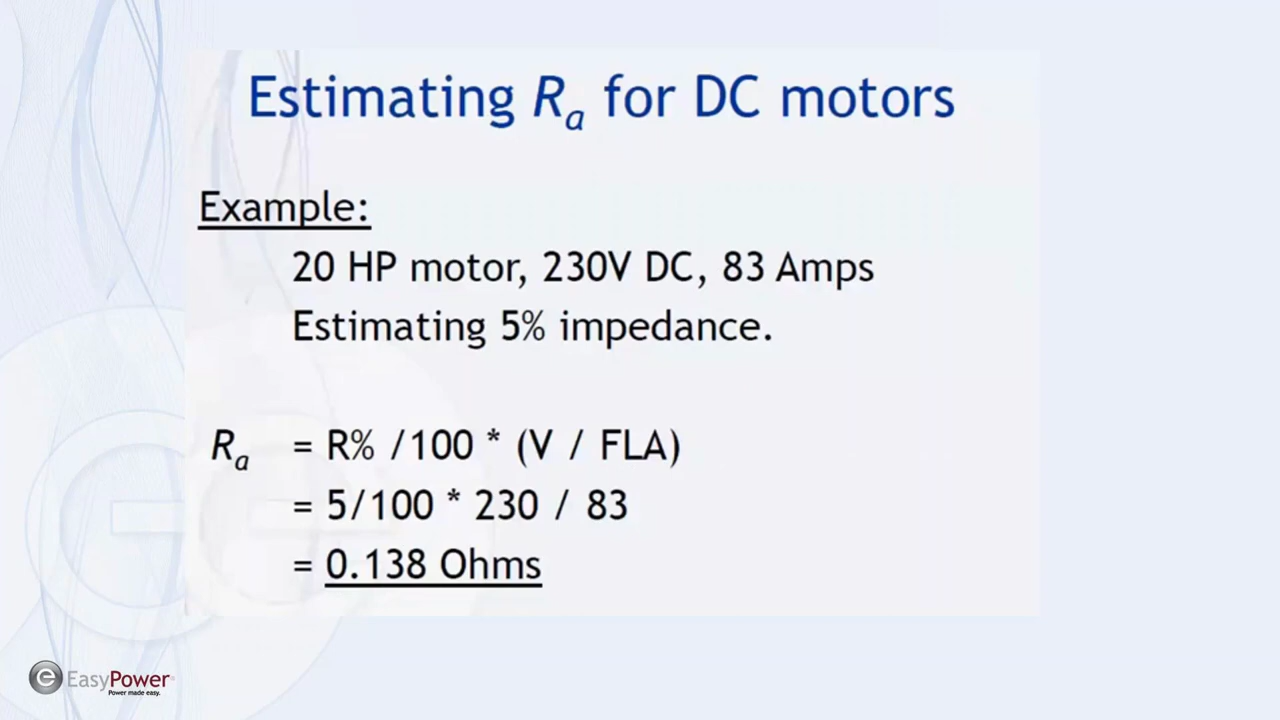 Estimating Ra for DC motors
Example:
20 HP motor, 230V DC, 83 Amps
Estimating 5% impedance.
Ra = R% /100 * (V / FLA)
= 5/100 * 230 / 83
= 0.138 Ohms
e EasyPower
Power made easy.